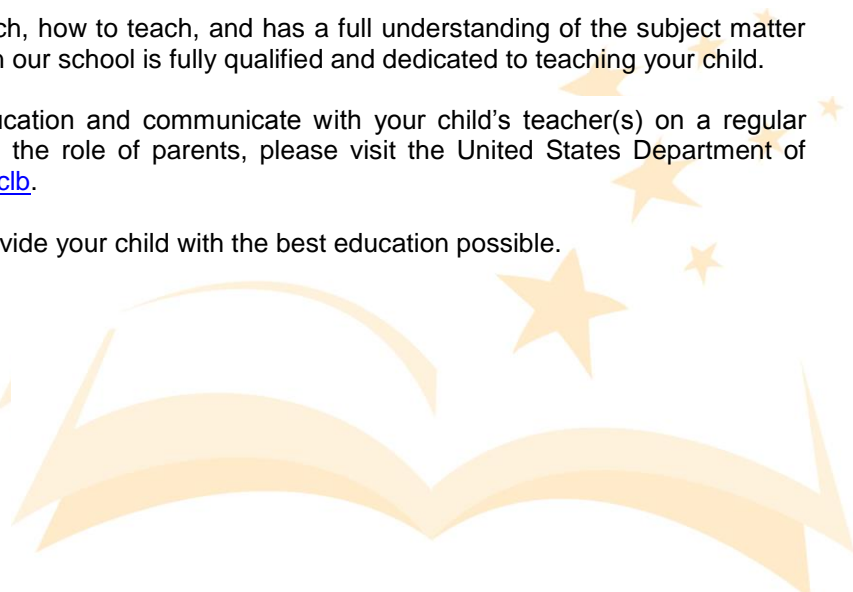 ch, how to teach, and has a full understanding of the subject matter
our school is fully qualified and dedicated to teaching your child.
ucation and communicate with your child's teacher(s) on a regular
the role of parents, please visit the United States Department of
clb.
vide your child with the best education possible.